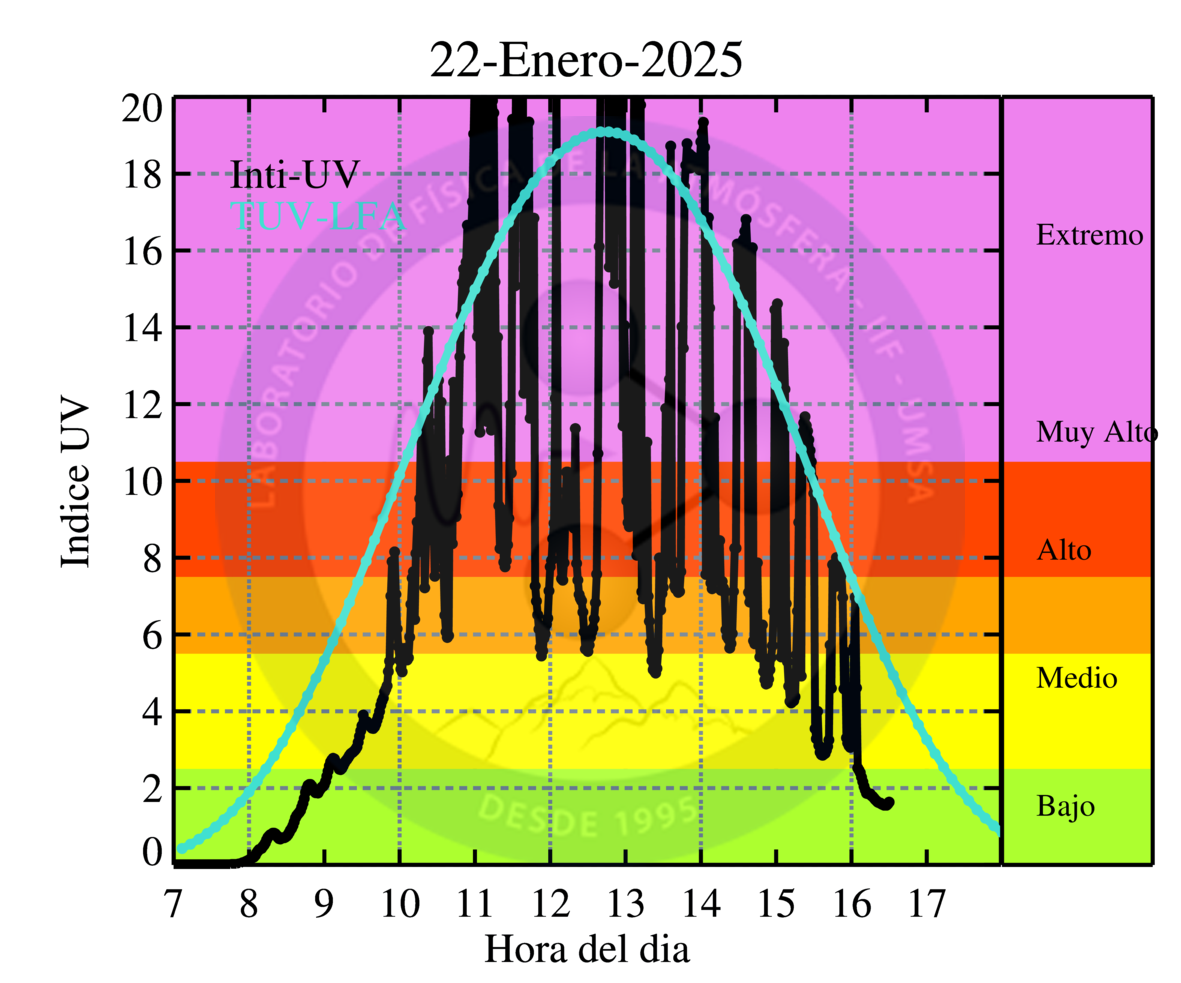 22-Enero-2025
20
18
16
14
12
10
8
6
4
2
0
Indice UV
Inti-UV
TUV-LFA
LABORATORIO DE FÍSICA DE LA ATMÓSFERA - IIF - UMSA
DESDE 1995
Extremo
Muy Alto
Alto
Medio
Bajo
7 8 9 10 11 12 13 14 15 16 17
Hora del dia